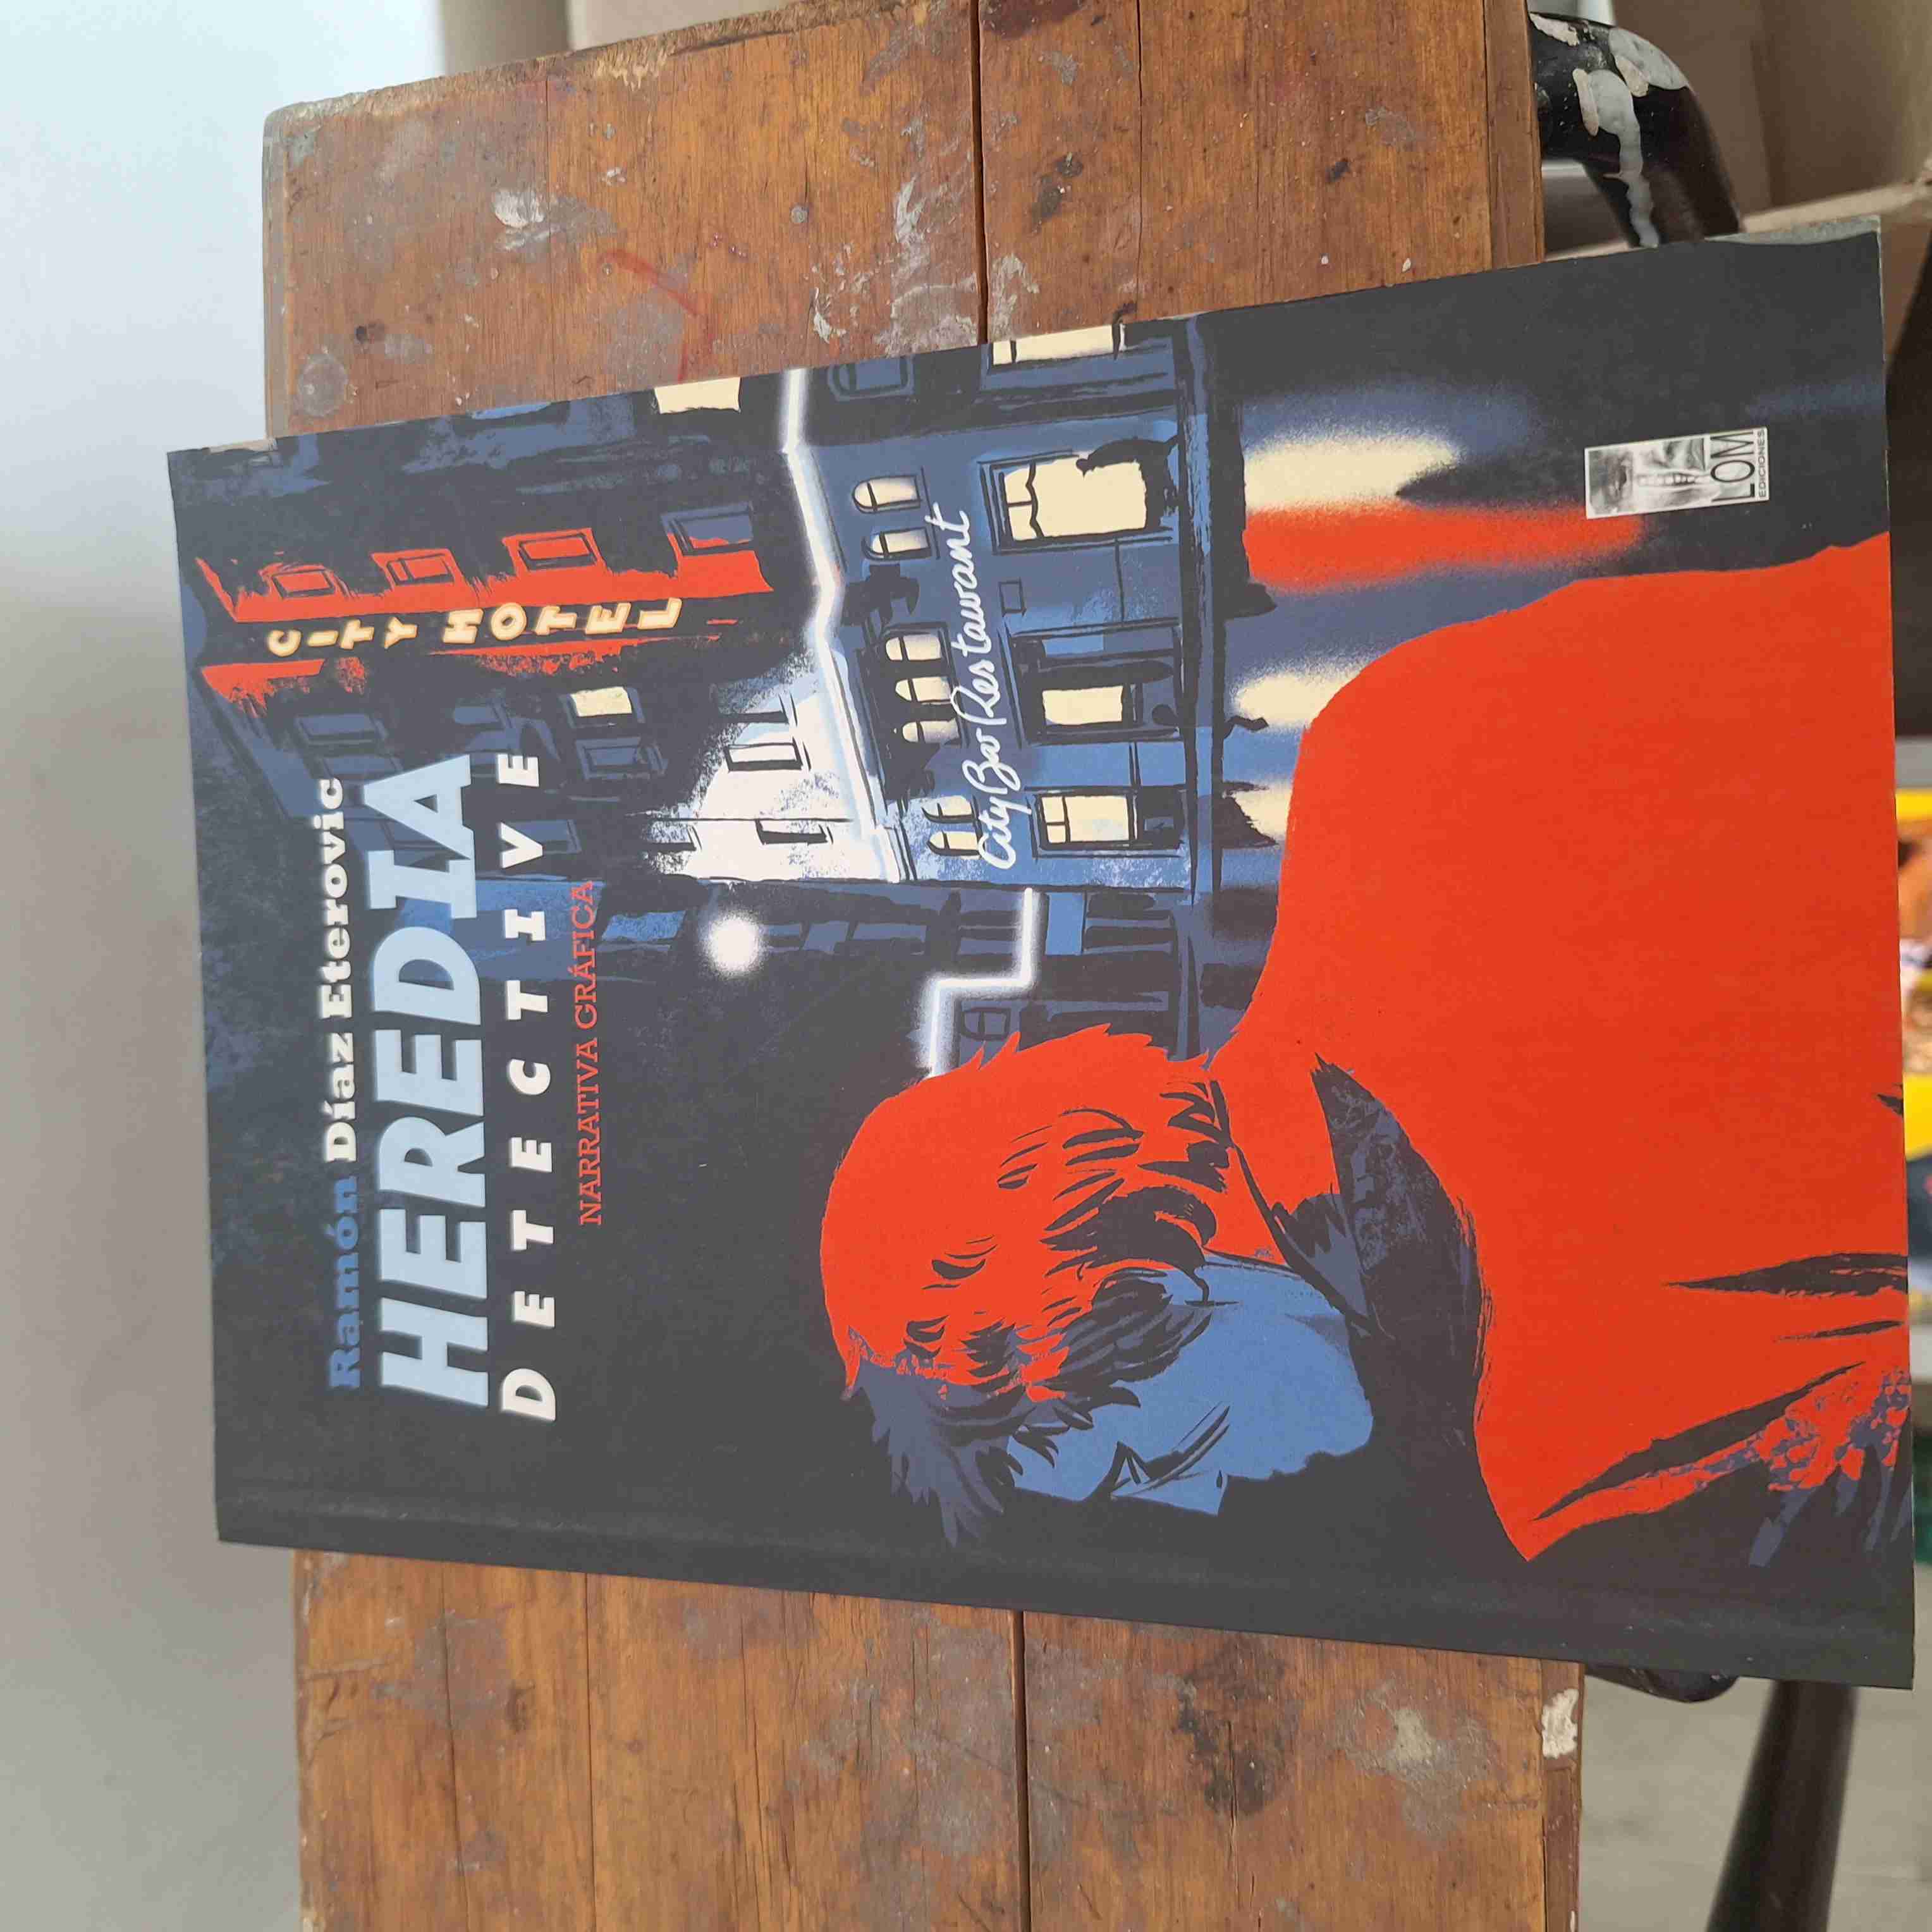 Ramón Díaz Eterovic
HEREDIA
DETECTIVE
NARRATIVA GRÁFICA
CITY HOTEL
City Bar Restaurant
LOM
EDICIONES